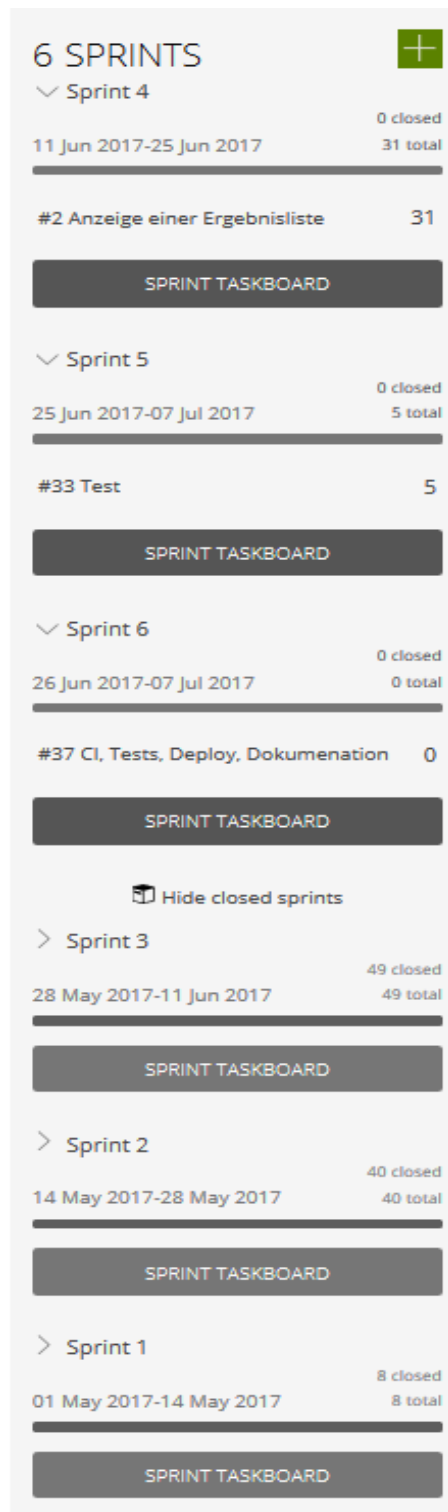 6 SPRINTS
Sprint 4
0 closed
11 Jun 2017-25 Jun 2017 31 total
#2 Anzeige einer Ergebnisliste 31
SPRINT TASKBOARD
Sprint 5
0 closed
25 Jun 2017-07 Jul 2017 5 total
#33 Test 5
SPRINT TASKBOARD
Sprint 6
0 closed
26 Jun 2017-07 Jul 2017 0 total
#37 CI, Tests, Deploy, Dokumenation 0
SPRINT TASKBOARD
Hide closed sprints
Sprint 3
49 closed
28 May 2017-11 Jun 2017 49 total
SPRINT TASKBOARD
Sprint 2
40 closed
14 May 2017-28 May 2017 40 total
SPRINT TASKBOARD
Sprint 1
8 closed
01 May 2017-14 May 2017 8 total
SPRINT TASKBOARD